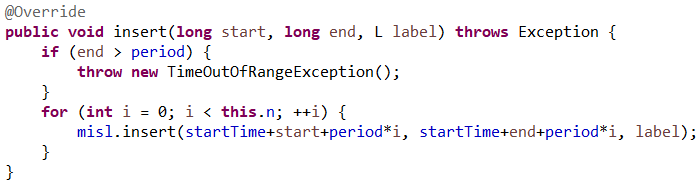 @Override
public void insert(long start, long end, L label) throws Exception {
    if (end > period) {
        throw new TimeOutOfRangeException();
    }
    for (int i = 0; i < this.n; ++i) {
        misl.insert(startTime+start+period*i, startTime+end+period*i, label);
    }
}